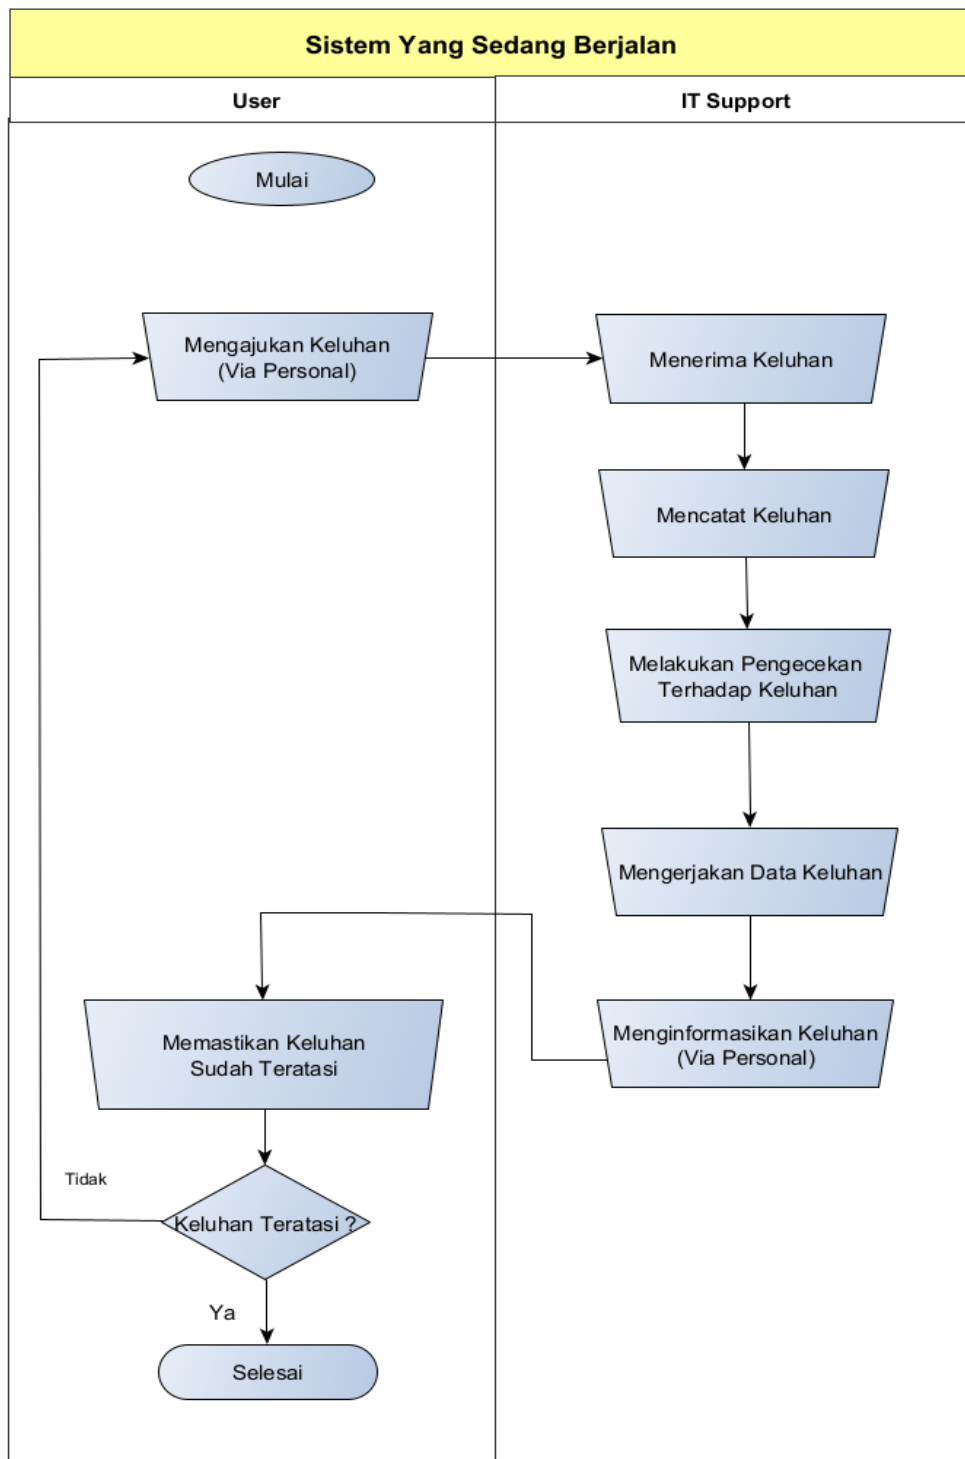 Sistem Yang Sedang Berjalan
User
IT Support
Mulai
Mengajukan Keluhan
(Via Personal)
Menerima Keluhan
Mencatat Keluhan
Melakukan Pengecekan
Terhadap Keluhan
Mengerjakan Data Keluhan
Menginformasikan Keluhan
(Via Personal)
Memastikan Keluhan
Sudah Teratasi
Tidak
Keluhan Teratasi ?
Ya
Selesai